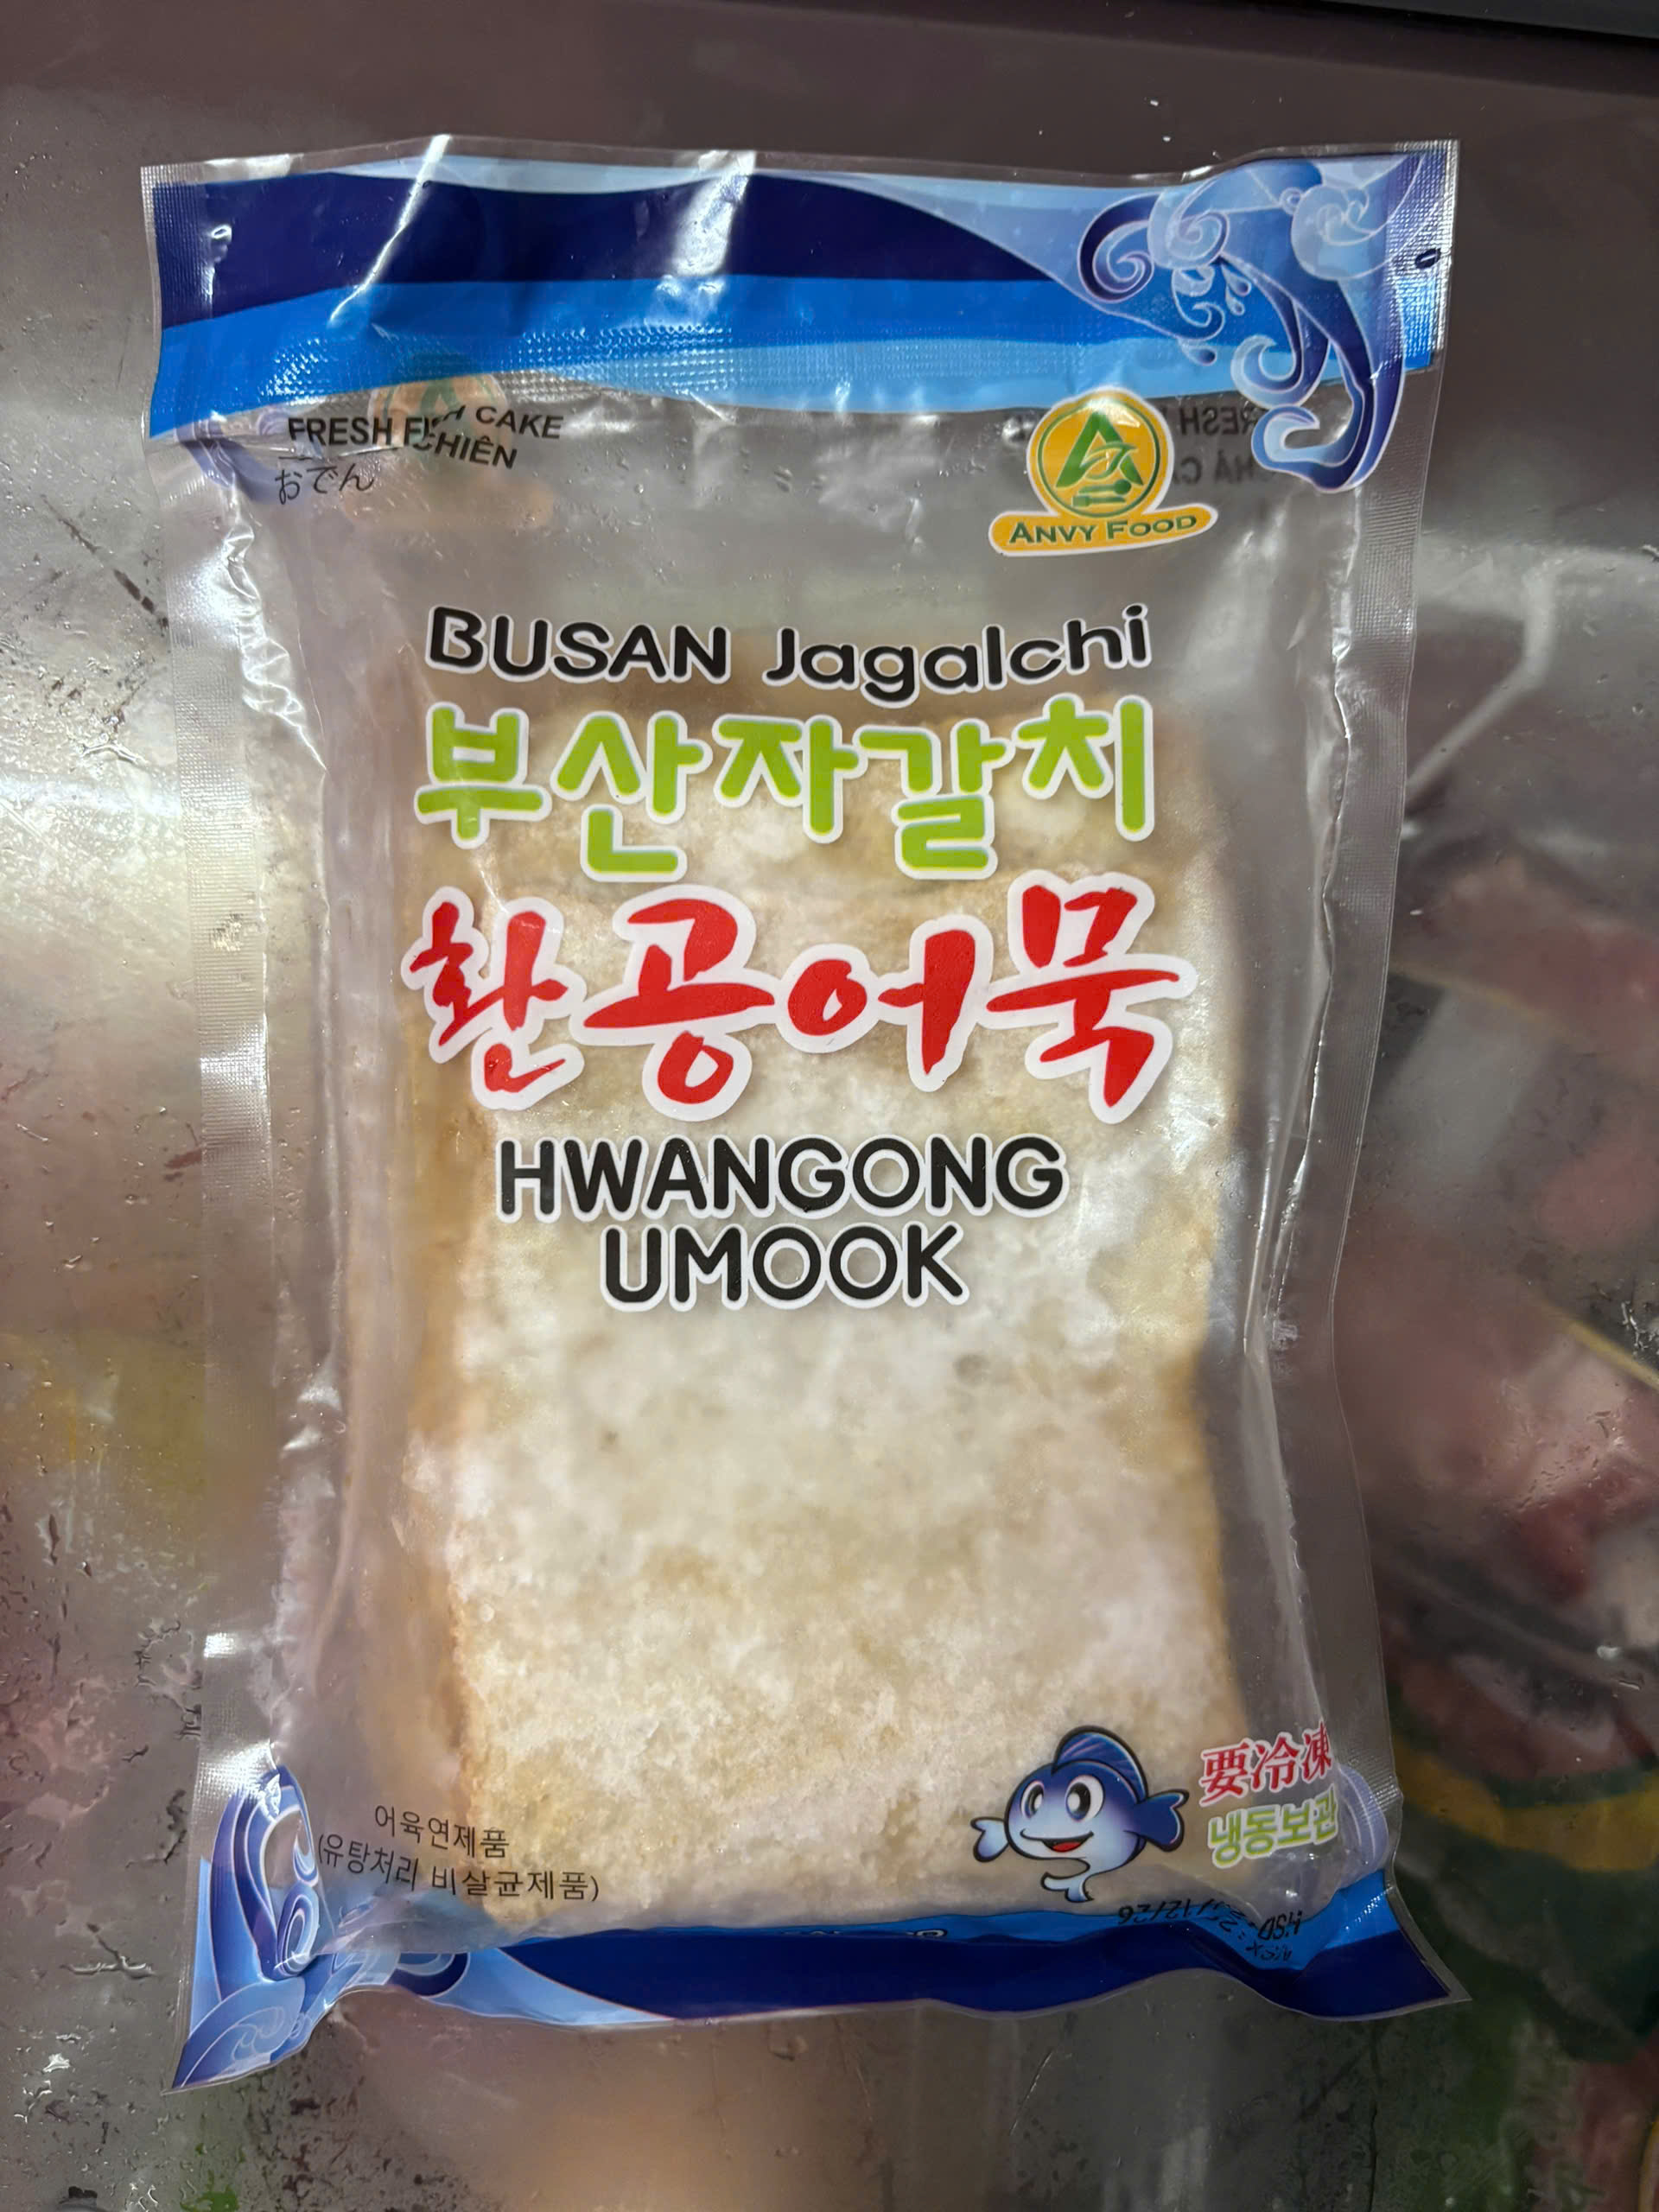 FRESH CAKE
CHIÊN
おでん
ANVY FOOD
BUSAN Jagalchi
부산자갈치
환공어묵
HWANGONG
UMOOK
要冷凍
냉동보관
어육연제품
(유탕처리 비살균제품)